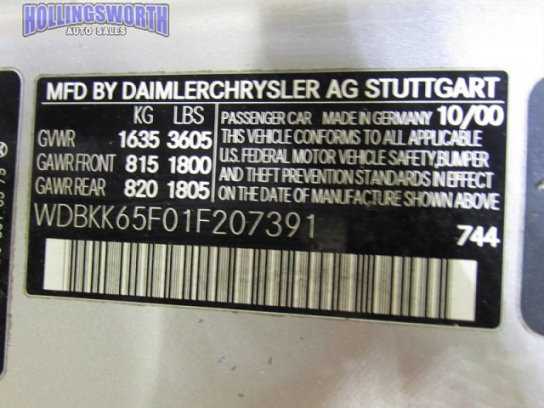 HOLLINGSWORTH
AUTO SALES
MFD BY DAIMLERCHRYSLER AG STUTTGART
KG LBS
GVWR 1635 3605
GAWR FRONT 815 1800
GAWR REAR 820 1805
PASSENGER CAR MADE IN GERMANY 10/00
THIS VEHICLE CONFORMS TO ALL APPLICABLE
U.S. FEDERAL MOTOR VEHICLE SAFETY, BUMPER
AND THEFT PREVENTION STANDARDS IN EFFECT
ON THE DATE OF MANUFACTURE SHOWN ABOVE
WDBKK65F01F207391
744